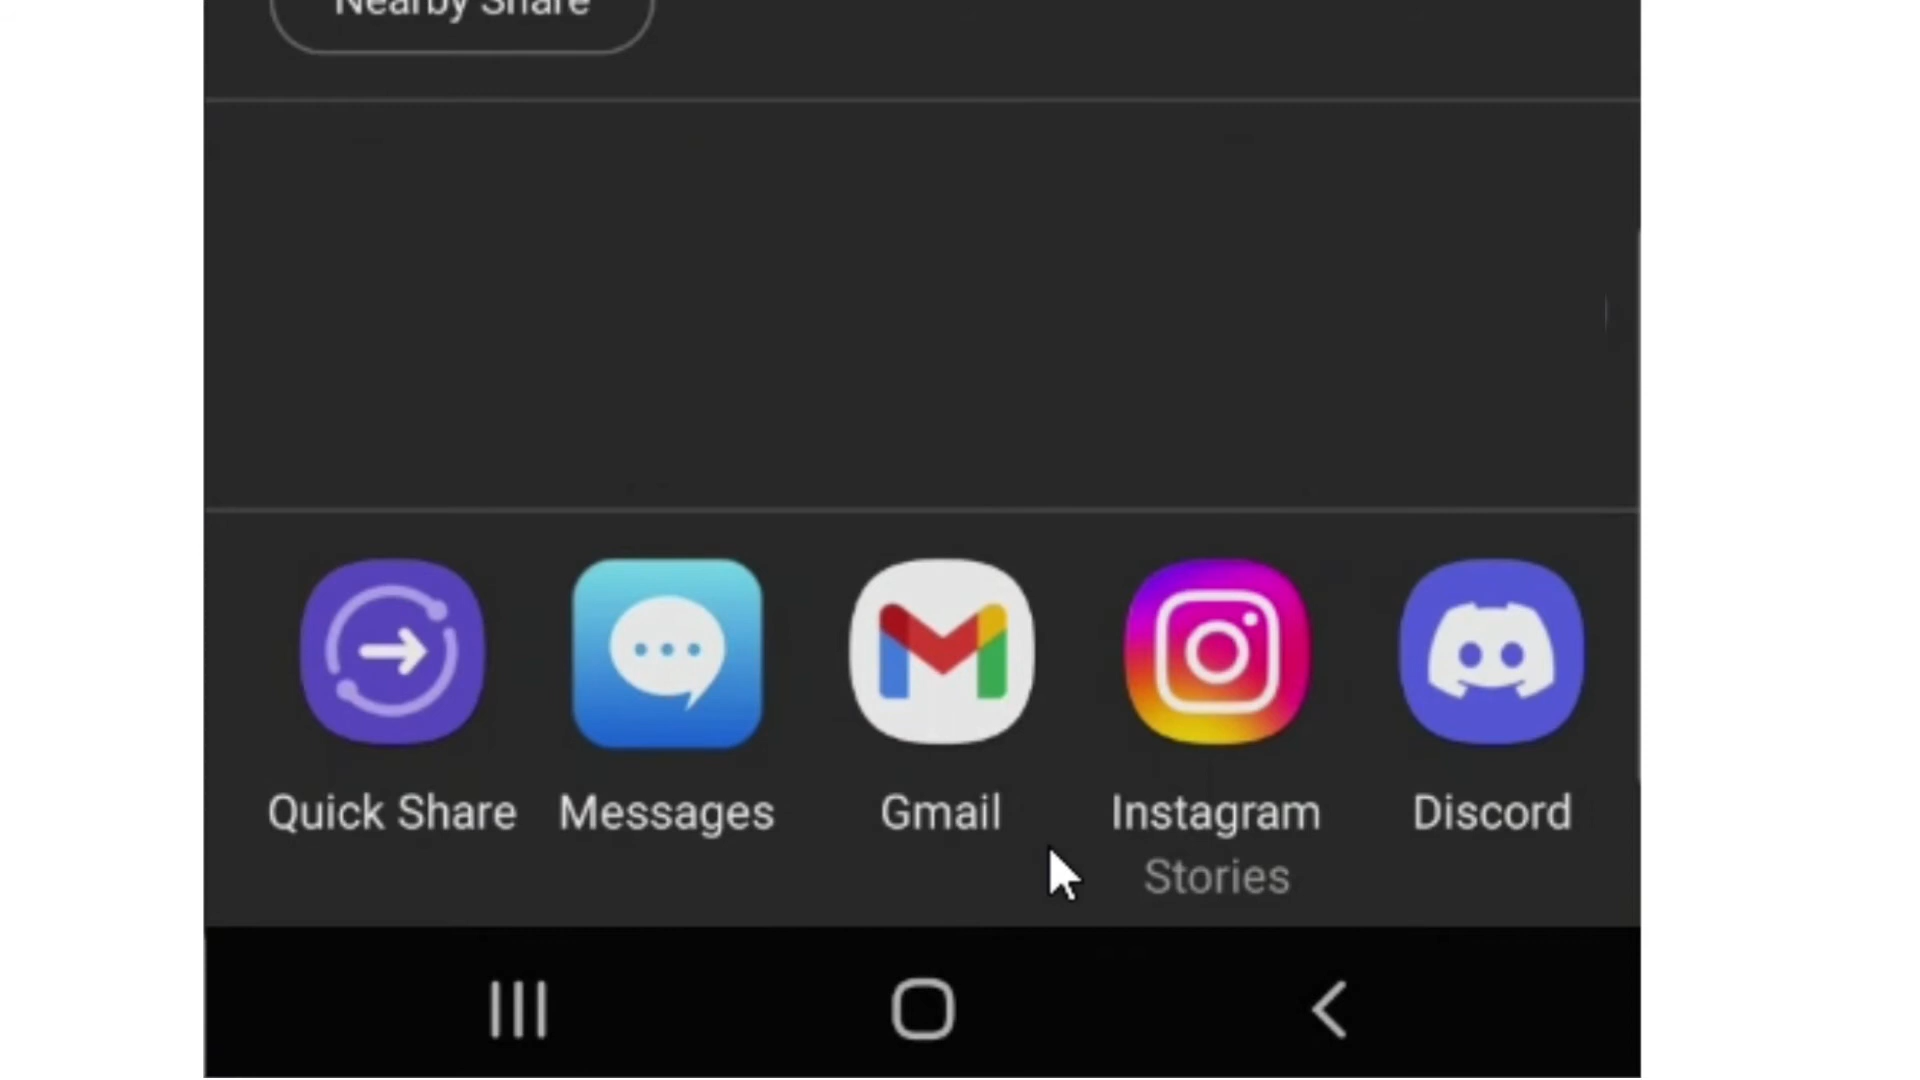 Nearby Share
Quick Share
Messages
Gmail
Instagram
Discord
Stories